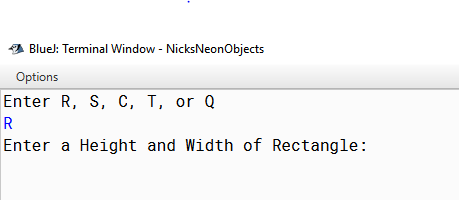 BlueJ: Terminal Window - NicksNeonObjects
Options
Enter R, S, C, T, or Q
R
Enter a Height and Width of Rectangle: